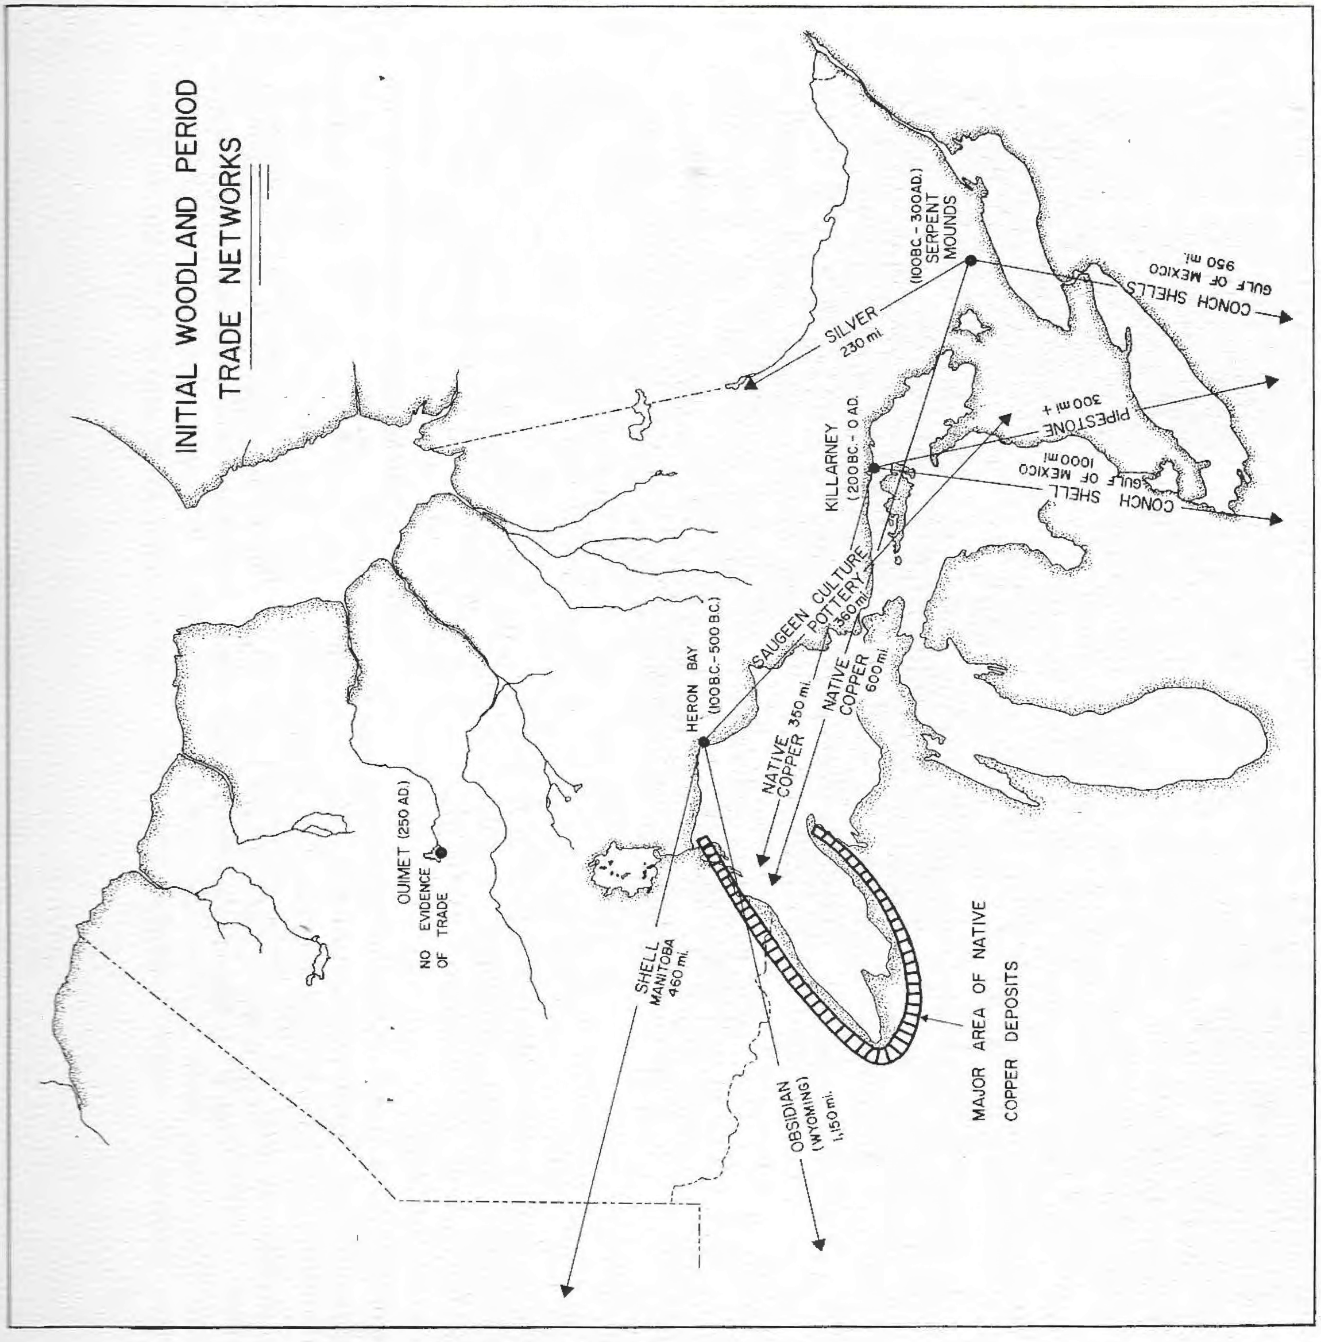 INITIAL WOODLAND PERIOD
TRADE NETWORKS
OUIMET (250 AD.)
NO EVIDENCE
OF TRADE
HERON BAY
(100 B.C.-500 B.C.)
KILLARNEY
(200 B.C.- 0 AD.
(100 B.C.- 300 AD.)
SERPENT
MOUNDS
SILVER
230 mi.
SAUGEEN CULTURE
POTTERY
360 mi.
NATIVE
COPPER 350 mi.
NATIVE
COPPER
600 mi.
SHELL
MANITOBA
460 mi.
OBSIDIAN
(WYOMING)
1,150 mi.
CONCH SHELL
GULF OF MEXICO
1000 mi
PIPESTONE
300 mi +
CONCH SHELLS
GULF OF MEXICO
950 mi.
MAJOR AREA OF NATIVE
COPPER DEPOSITS